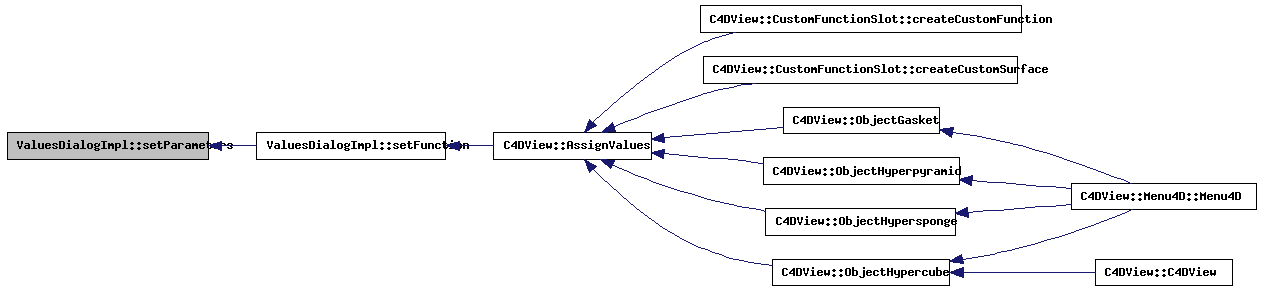 C4DView::CustomFunctionSlot::createCustomFunction
C4DView::CustomFunctionSlot::createCustomSurface
C4DView::ObjectGasket
ValuesDialogImpl::setParameters
ValuesDialogImpl::setFunction
C4DView::AssignValues
C4DView::ObjectHyperpyramid
C4DView::Menu4D::Menu4D
C4DView::ObjectHypersponge
C4DView::ObjectHypercube
C4DView::C4DView